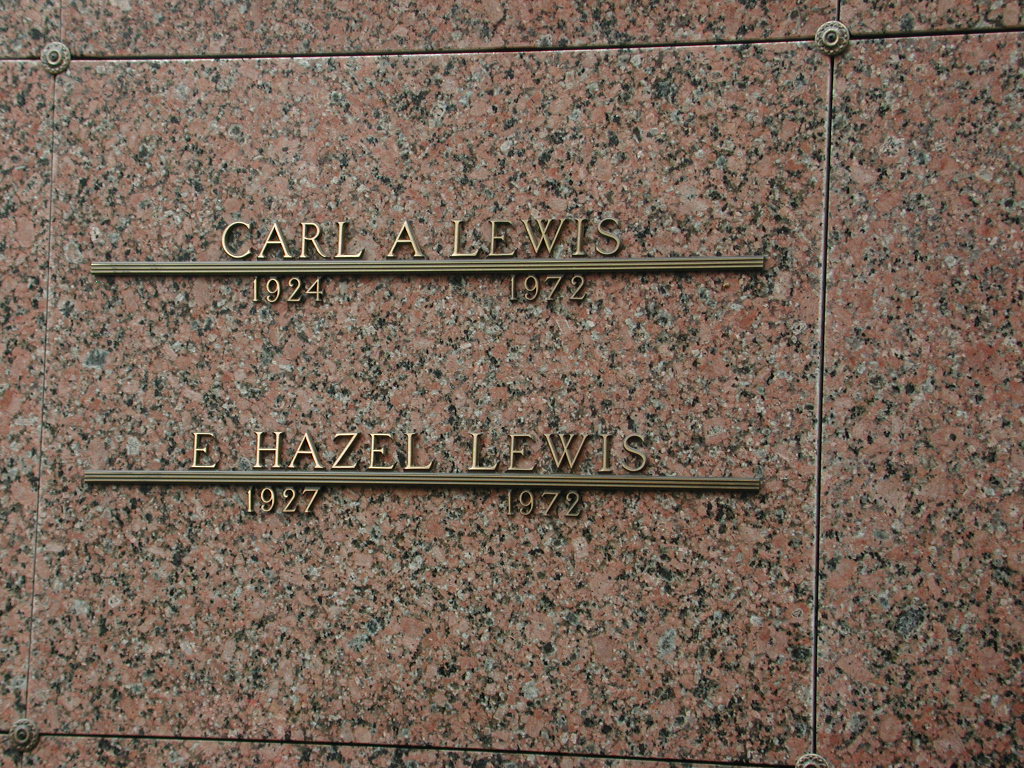 CARL A LEWIS
1924 1972
E HAZEL LEWIS
1927 1972